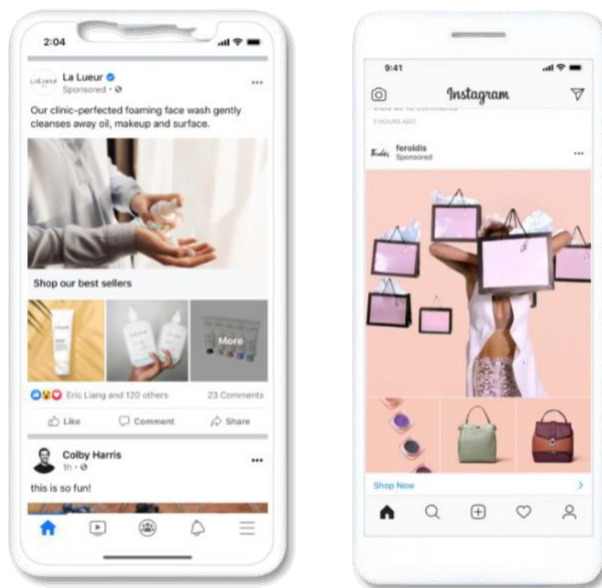 2:04
LaLueur
La Lueur
Sponsored •
•••
Our clinic-perfected foaming face wash gently
cleanses away oil, makeup and surface.
Shop our best sellers
More
Eric Liang and 120 others
23 Comments
Like
Comment
Share
Colby Harris
1h •
•••
this is so fun!
9:41
Instagram
3 HOURS AGO
feroldis
Sponsored
•••
Shop Now